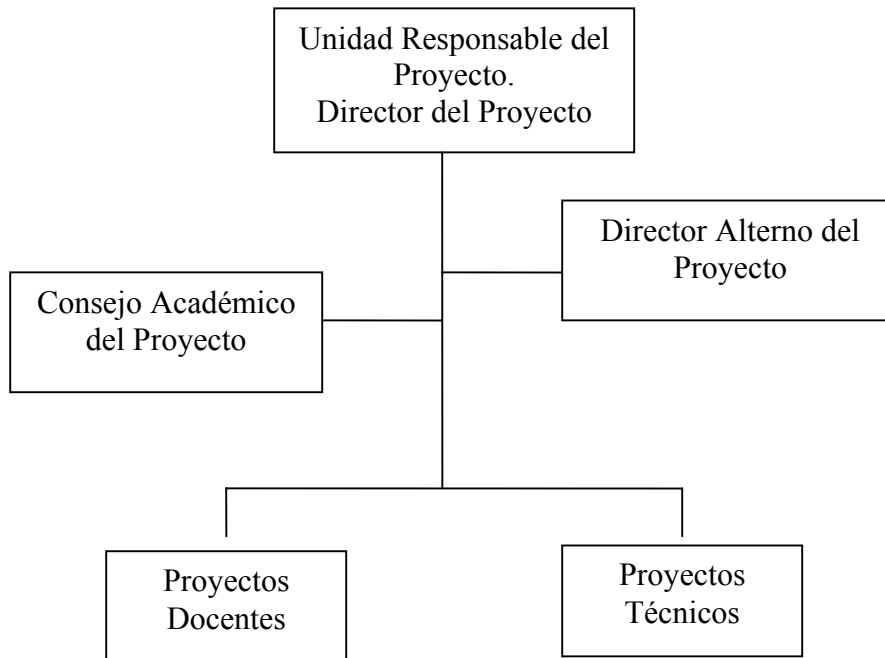 Unidad Responsable del
Proyecto.
Director del Proyecto
Director Alterno del
Proyecto
Consejo Académico
del Proyecto
Proyectos
Docentes
Proyectos
Técnicos